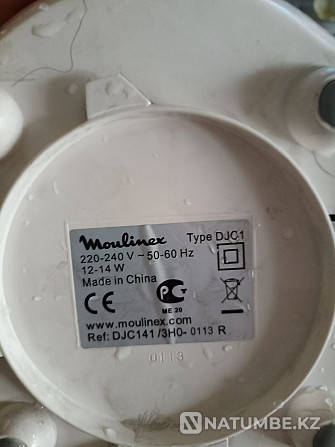 Moulinex Type DJC1
220-240 V ~ 50-60 Hz
12-14 W
Made in China
CE PCT
ME 20
www.moulinex.com
Ref: DJC141 /3H0- 0113 R
0113
NATUMBE.KZ